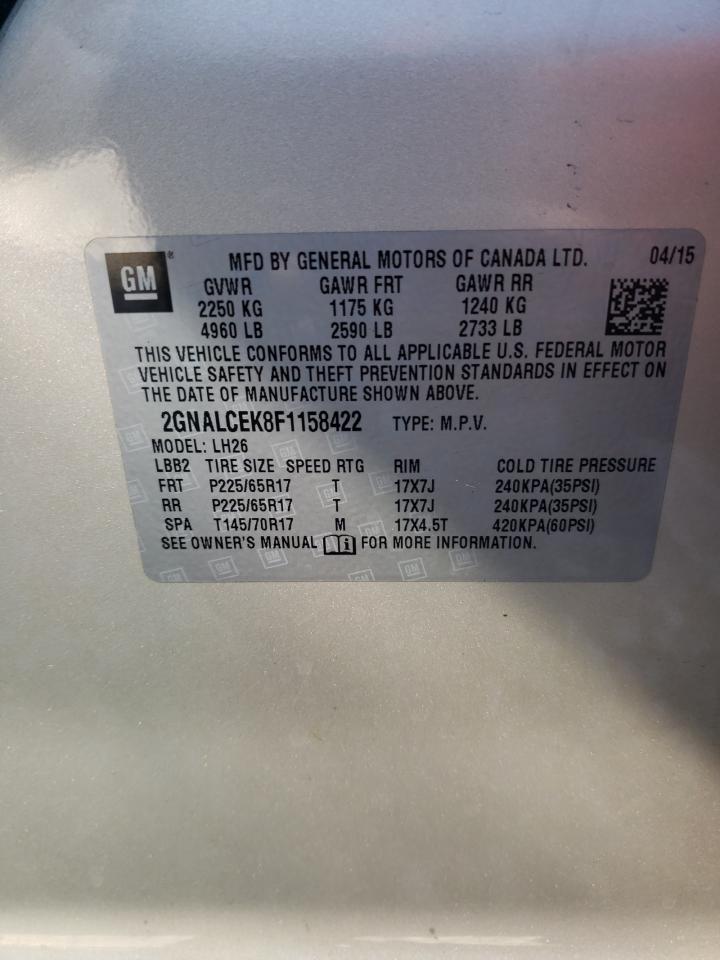 GM ® MFD BY GENERAL MOTORS OF CANADA LTD. 04/15
GVWR GAWR FRT GAWR RR
2250 KG 1175 KG 1240 KG
4960 LB 2590 LB 2733 LB
THIS VEHICLE CONFORMS TO ALL APPLICABLE U.S. FEDERAL MOTOR
VEHICLE SAFETY AND THEFT PREVENTION STANDARDS IN EFFECT ON
THE DATE OF MANUFACTURE SHOWN ABOVE.
2GNALCEK8F1158422 TYPE: M.P.V.
MODEL: LH26
LBB2 TIRE SIZE SPEED RTG RIM COLD TIRE PRESSURE
FRT P225/65R17 T 17X7J 240KPA(35PSI)
RR P225/65R17 T 17X7J 240KPA(35PSI)
SPA T145/70R17 M 17X4.5T 420KPA(60PSI)
SEE OWNER'S MANUAL FOR MORE INFORMATION.